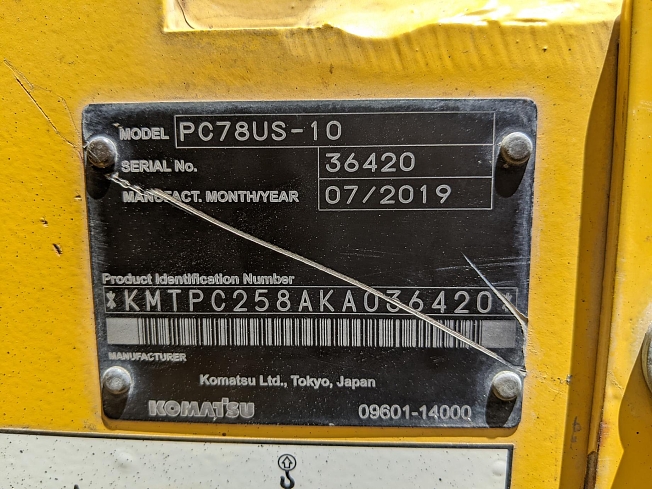 MODEL PC78US-10
SERIAL No. 36420
MANUFACT. MONTH/YEAR 07/2019
Product Identification Number
*KMTPC258AKA036420*
MANUFACTURER
Komatsu Ltd., Tokyo, Japan
KOMATSU 09601-14000